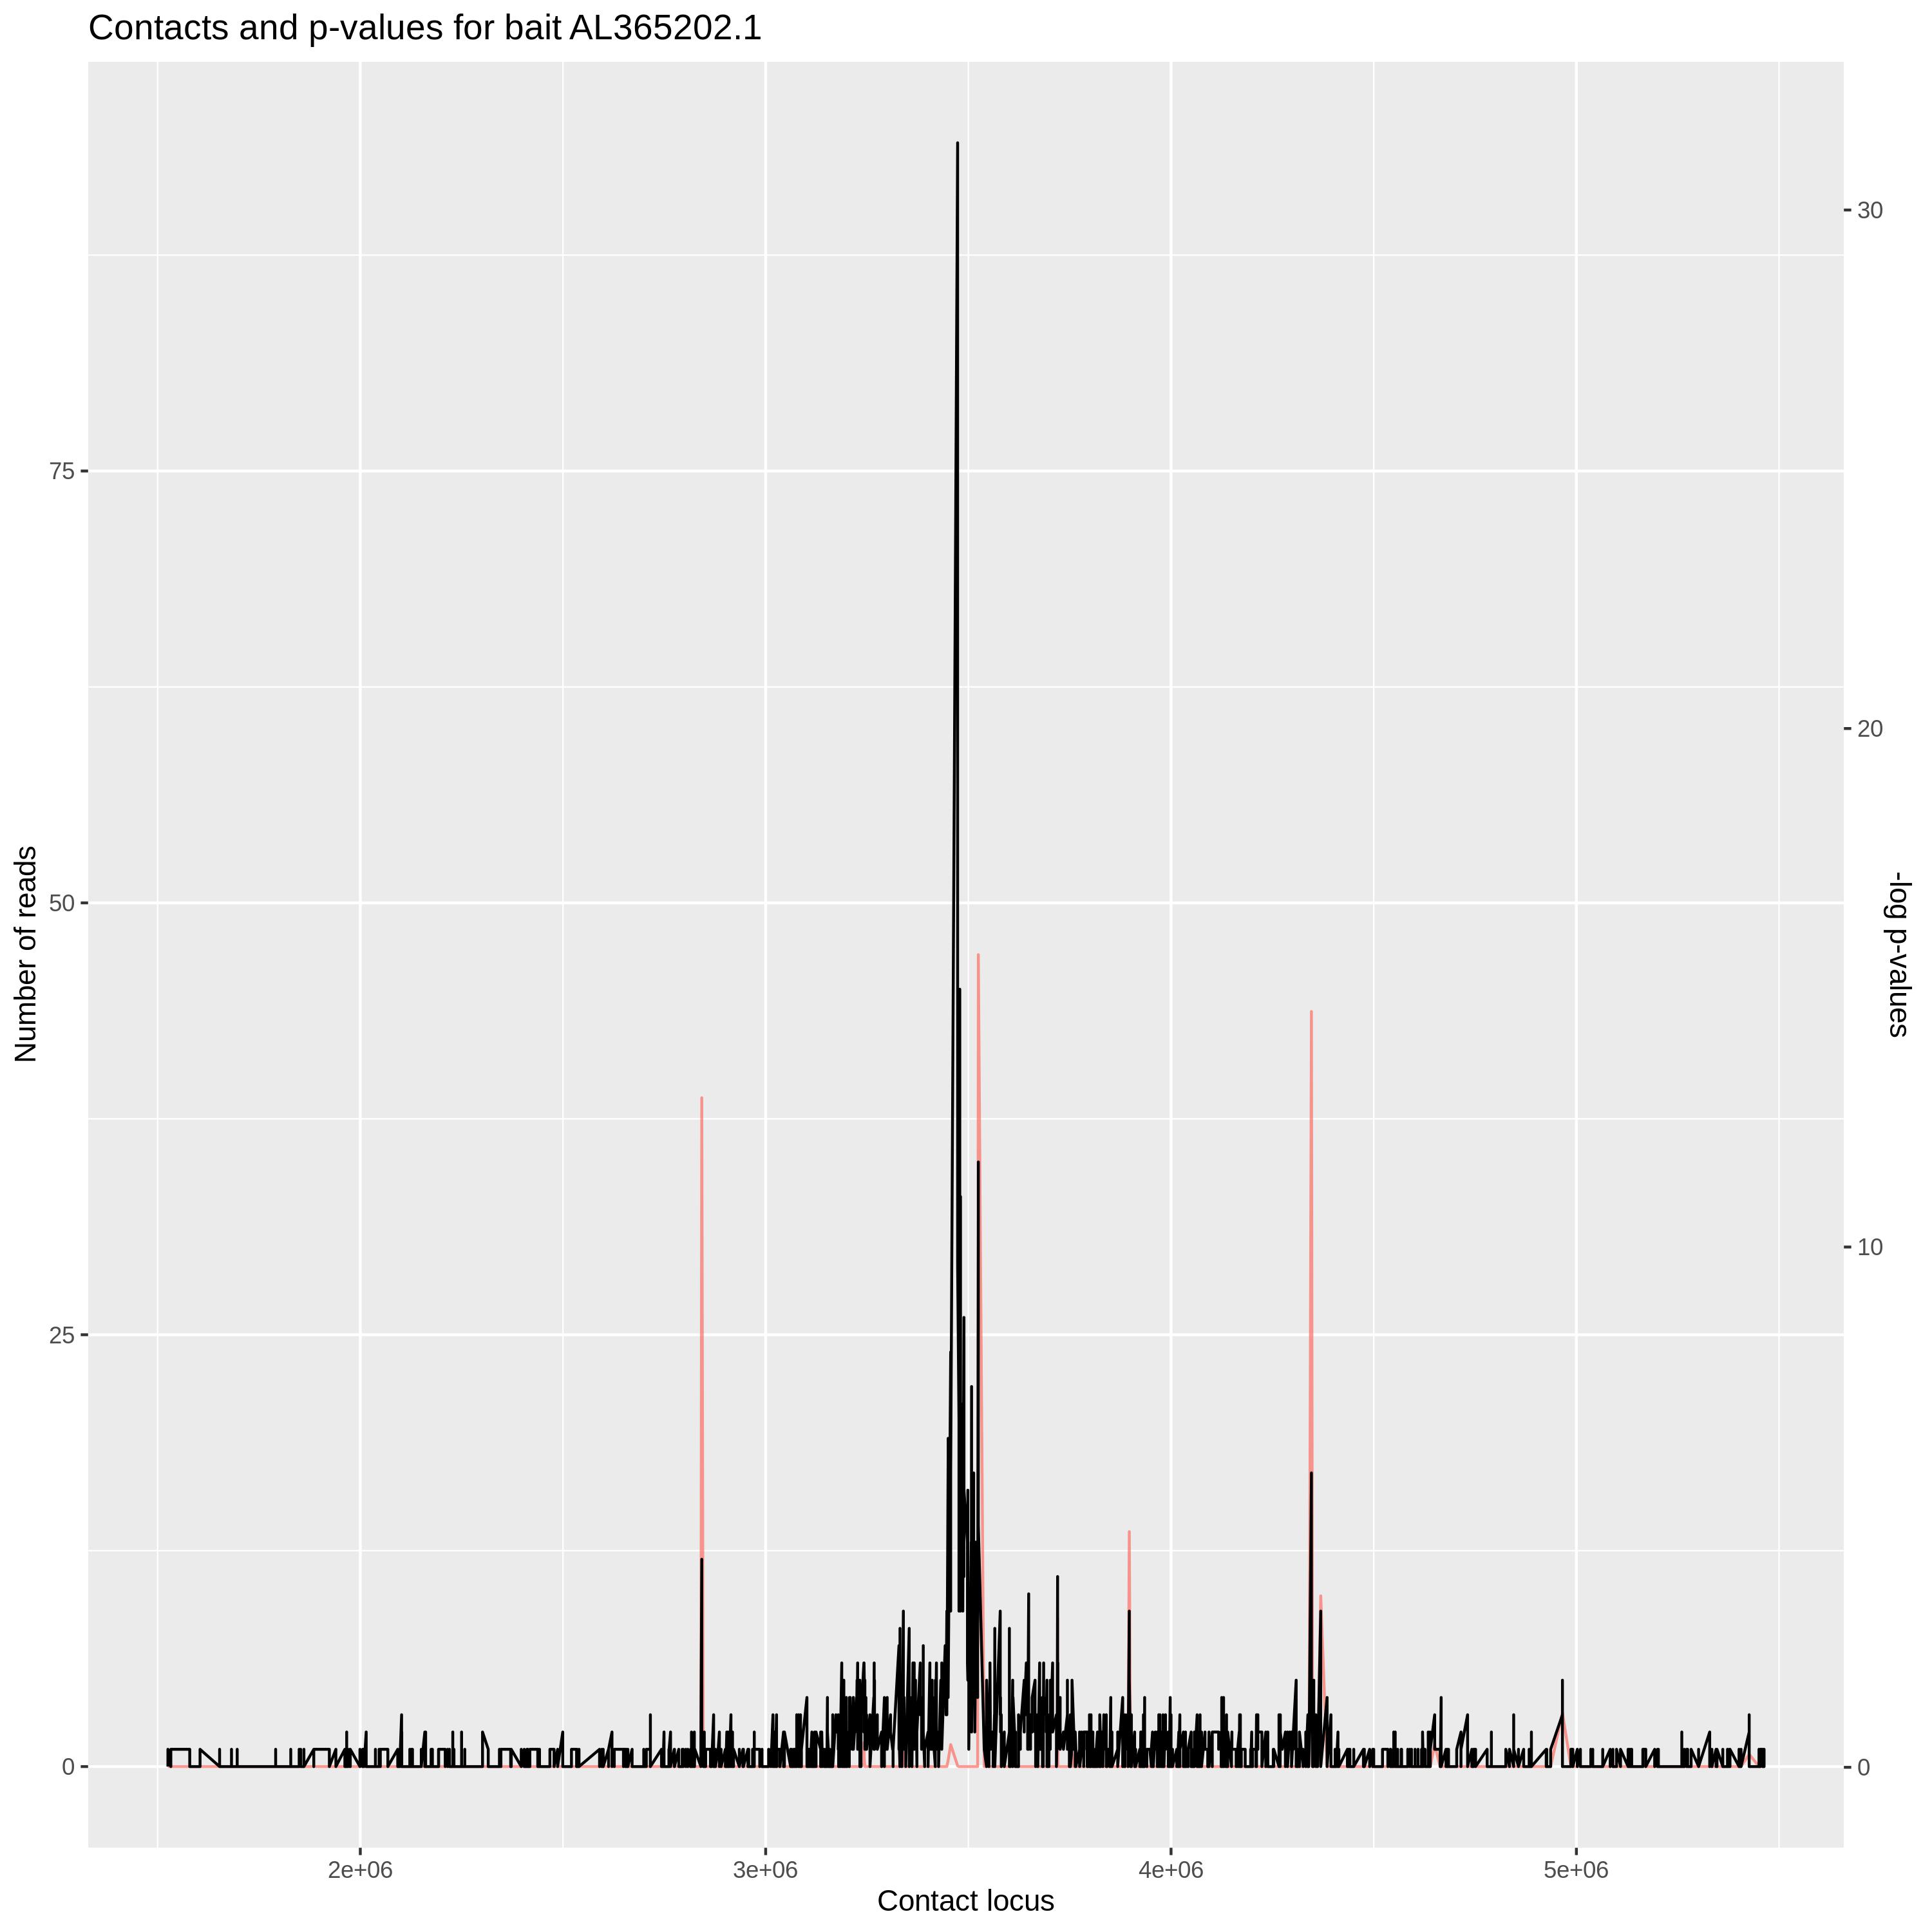 Contacts and p-values for bait AL365202.1
30
75
20
50
Number of reads
-log p-values
10
25
0
0
2e+06
3e+06
4e+06
5e+06
Contact locus